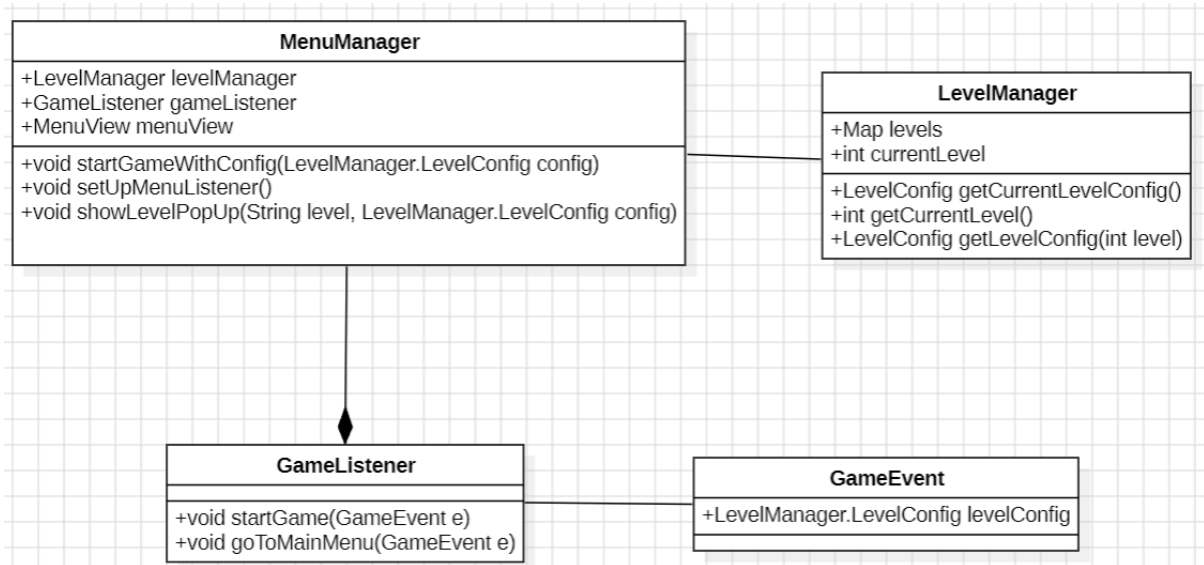 MenuManager
+LevelManager levelManager
+GameListener gameListener
+MenuView menuView
+void startGameWithConfig(LevelManager.LevelConfig config)
+void setUpMenuListener()
+void showLevelPopUp(String level, LevelManager.LevelConfig config)
LevelManager
+Map levels
+int currentLevel
+LevelConfig getCurrentLevelConfig()
+int getCurrentLevel()
+LevelConfig getLevelConfig(int level)
GameListener
+void startGame(GameEvent e)
+void goToMainMenu(GameEvent e)
GameEvent
+LevelManager.LevelConfig levelConfig